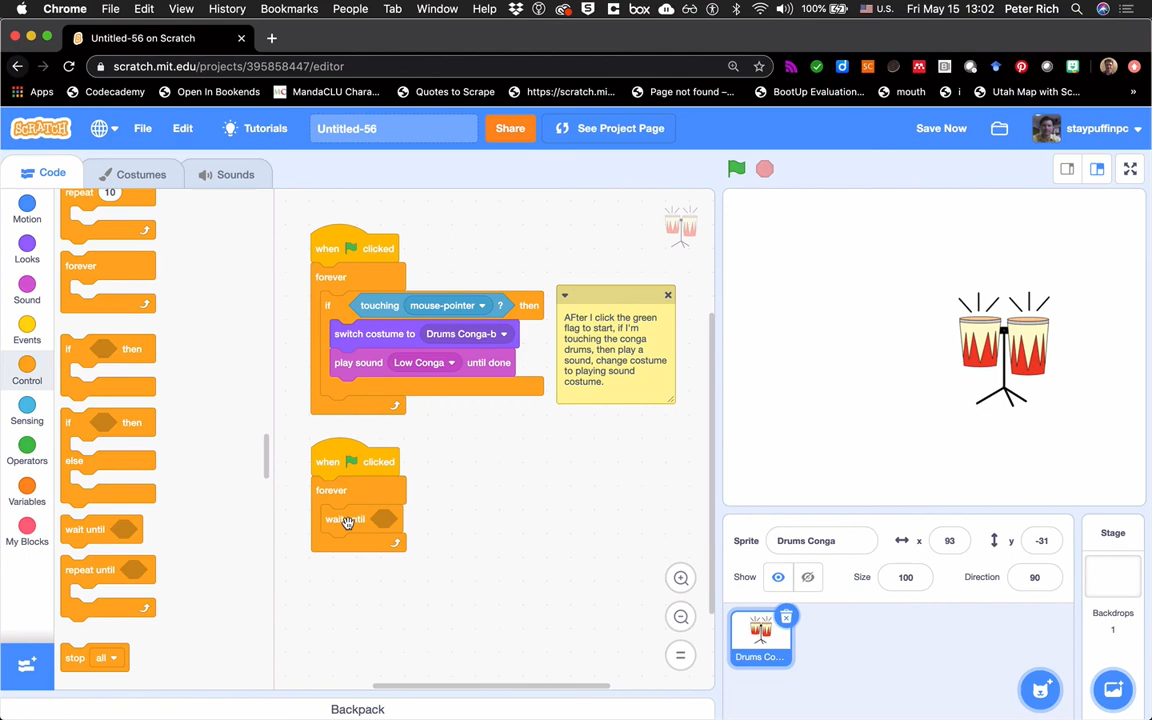 Chrome File Edit View History Bookmarks People Tab Window Help box 100% U.S. Fri May 15 13:02 Peter Rich
Untitled-56 on Scratch
scratch.mit.edu/projects/395858447/editor
Apps Codecademy Open In Bookends MandaCLU Chara... Quotes to Scrape https://scratch.mi... Page not found –... BootUp Evaluation... mouth i Utah Map with Sc... »
SCRATCH File Edit Tutorials Untitled-56 Share See Project Page Save Now staypuffinpc
Code Costumes Sounds
Motion
Looks
Sound
Events
Control
Sensing
Operators
Variables
My Blocks
repeat 10
forever
if then
if then
else
wait until
repeat until
stop all
when clicked
forever
if touching mouse-pointer ? then
switch costume to Drums Conga-b
play sound Low Conga until done
AFter I click the green
flag to start, if I'm
touching the conga
drums, then play a
sound, change costume
to playing sound
costume.
when clicked
forever
wait until
Sprite Drums Conga x 93 y -31
Show Size 100 Direction 90
Drums Co...
Stage
Backdrops
1
Backpack